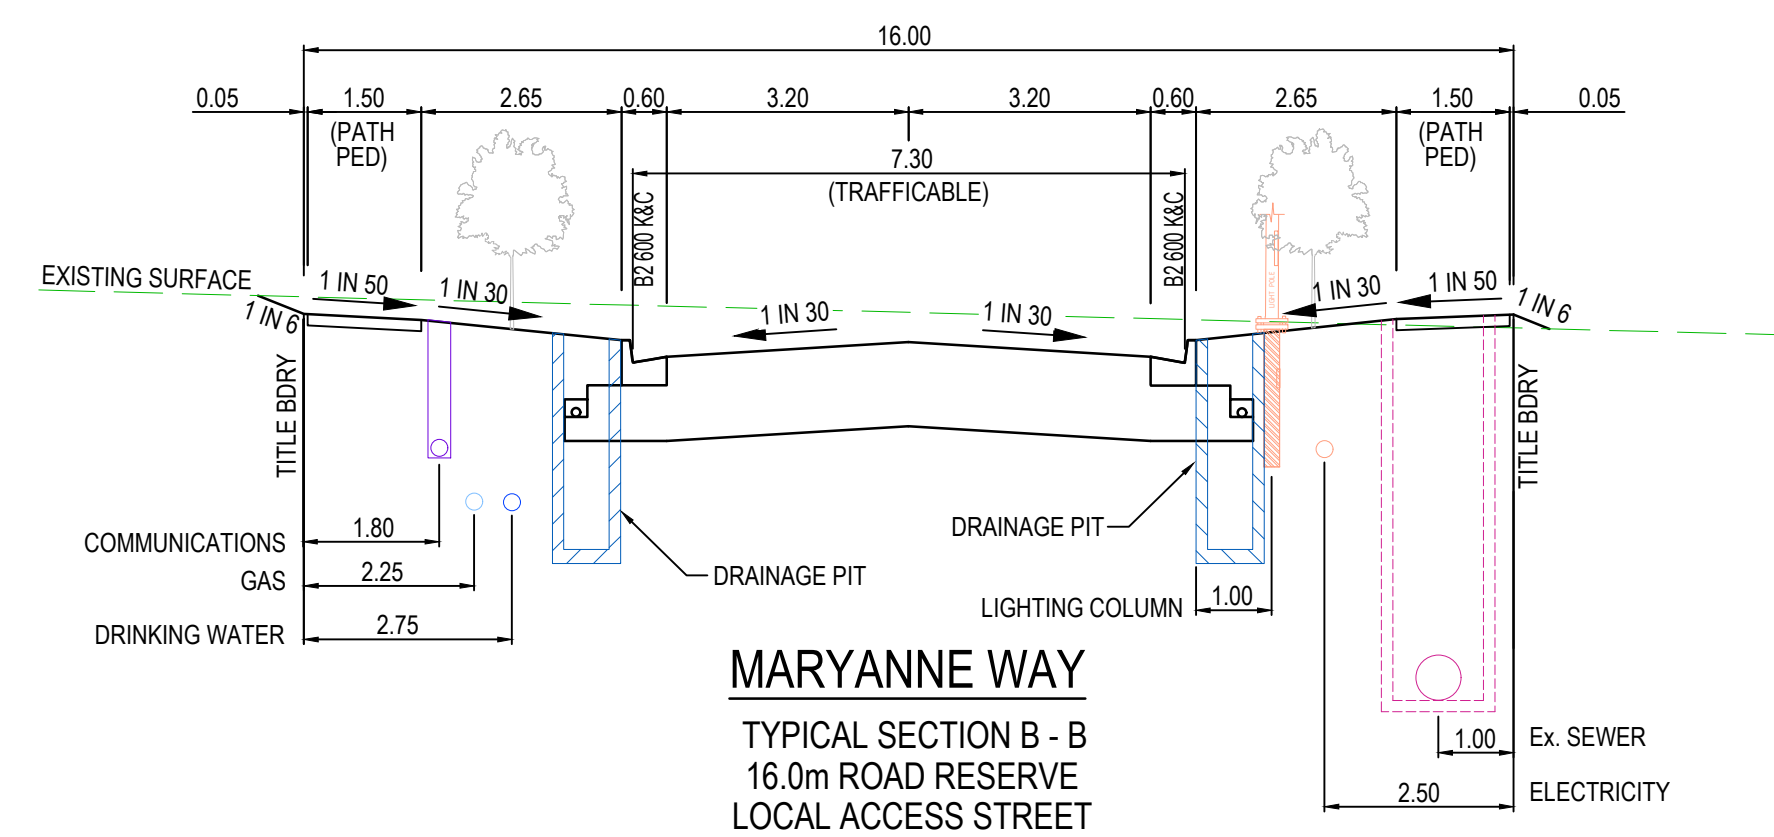 16.00
0.05 1.50 2.65 0.60 3.20 3.20 0.60 2.65 1.50 0.05
(PATH
PED)
(PATH
PED)
7.30
(TRAFFICABLE)
B2 600 K&C
B2 600 K&C
LIGHT POLE
EXISTING SURFACE
1 IN 50
1 IN 30
1 IN 30
1 IN 30
1 IN 30
1 IN 50
1 IN 6
1 IN 6
TITLE BDRY
TITLE BDRY
DRAINAGE PIT
DRAINAGE PIT
COMMUNICATIONS 1.80
GAS 2.25
DRINKING WATER 2.75
LIGHTING COLUMN 1.00
1.00 Ex. SEWER
2.50 ELECTRICITY
MARYANNE WAY
TYPICAL SECTION B - B
16.0m ROAD RESERVE
LOCAL ACCESS STREET